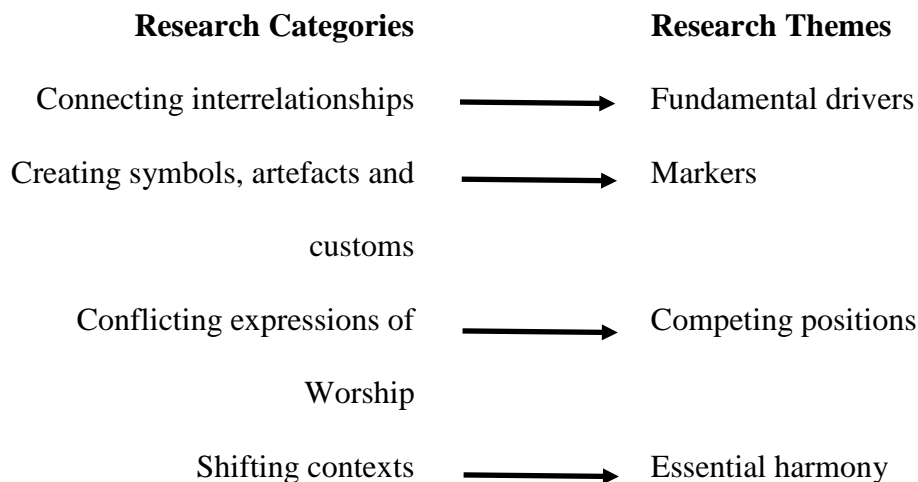 Research Categories Research Themes
Connecting interrelationships Fundamental drivers
Creating symbols, artefacts and Markers
customs
Conflicting expressions of Competing positions
Worship
Shifting contexts Essential harmony